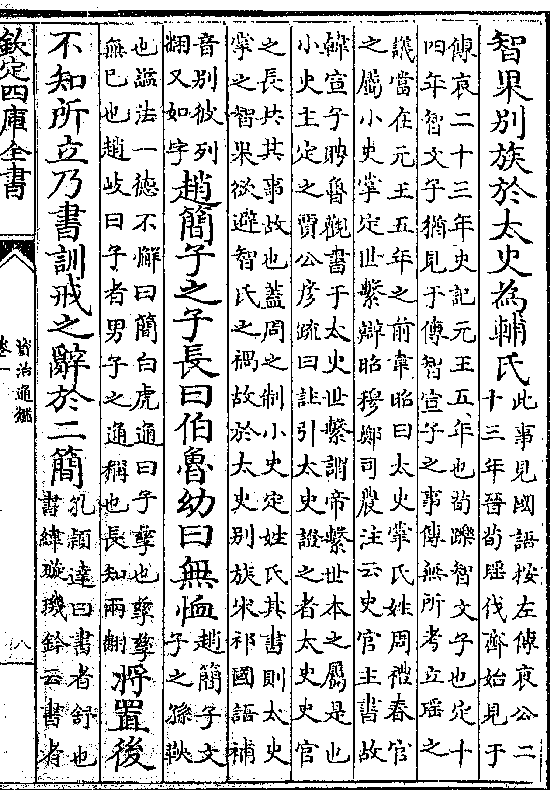 智果別族於太史為輔氏
此事見國語按左傳哀公二
十三年晉荀瑶伐齊始見于
傳哀二十三年史記元王五年也荀躒智文子也定十
四年智文子猶見于傳智宣子之事傳無所考立瑶之
議當在元王五年之前韋昭曰太史掌氏姓周禮春官
之屬小史掌定世繫辯昭穆鄭司農注云史官主書故
韓宣子聘魯觀書于太史世繫謂帝繫世本之屬是也
小史主定之賈公彥疏曰註引太史證之者太史史官
之長共其事故也蓋周之制小史定姓氏其書則太史
掌之智果欲避智氏之禍故於太史別族宋祁國語補
音別彼列
翻又如字
趙簡子之子長曰伯魯幼曰無恤
趙簡子文
子之孫鞅
也諡法一德不懈曰簡白虎通曰子孳也孳孳
無已也趙岐曰子者男子之通稱也長知兩翻
將置後
不知所立乃書訓戒之辭於二簡
孔穎達曰書者舒也
書緯璇璣鈐云書者
欽定四庫全書
資治通鑑
卷一
八